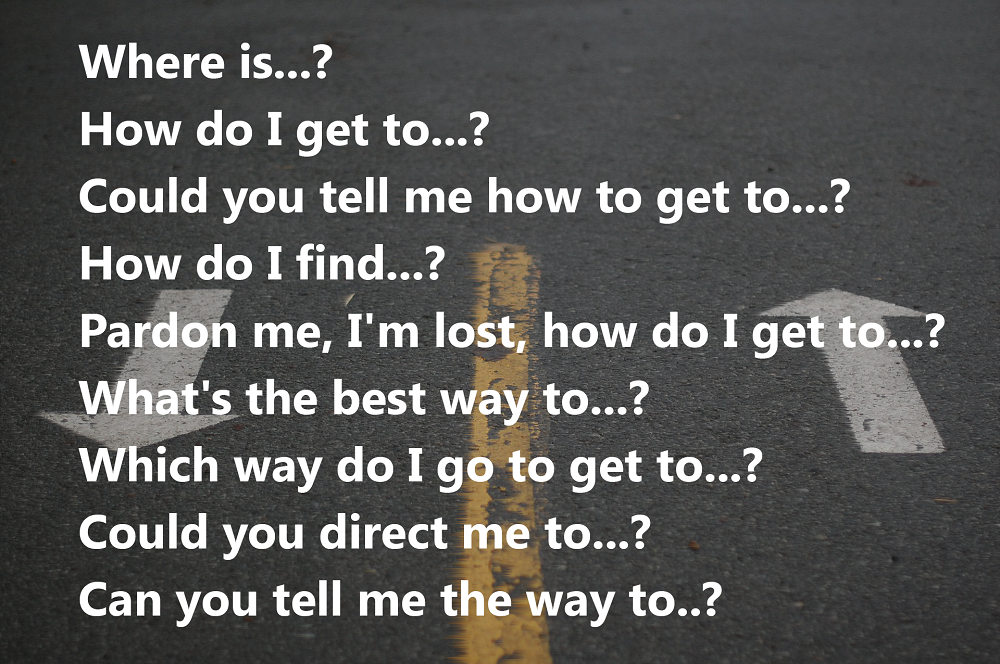 Where is...?
How do I get to...?
Could you tell me how to get to...?
How do I find...?
Pardon me, I'm lost, how do I get to...?
What's the best way to...?
Which way do I go to get to...?
Could you direct me to...?
Can you tell me the way to..?